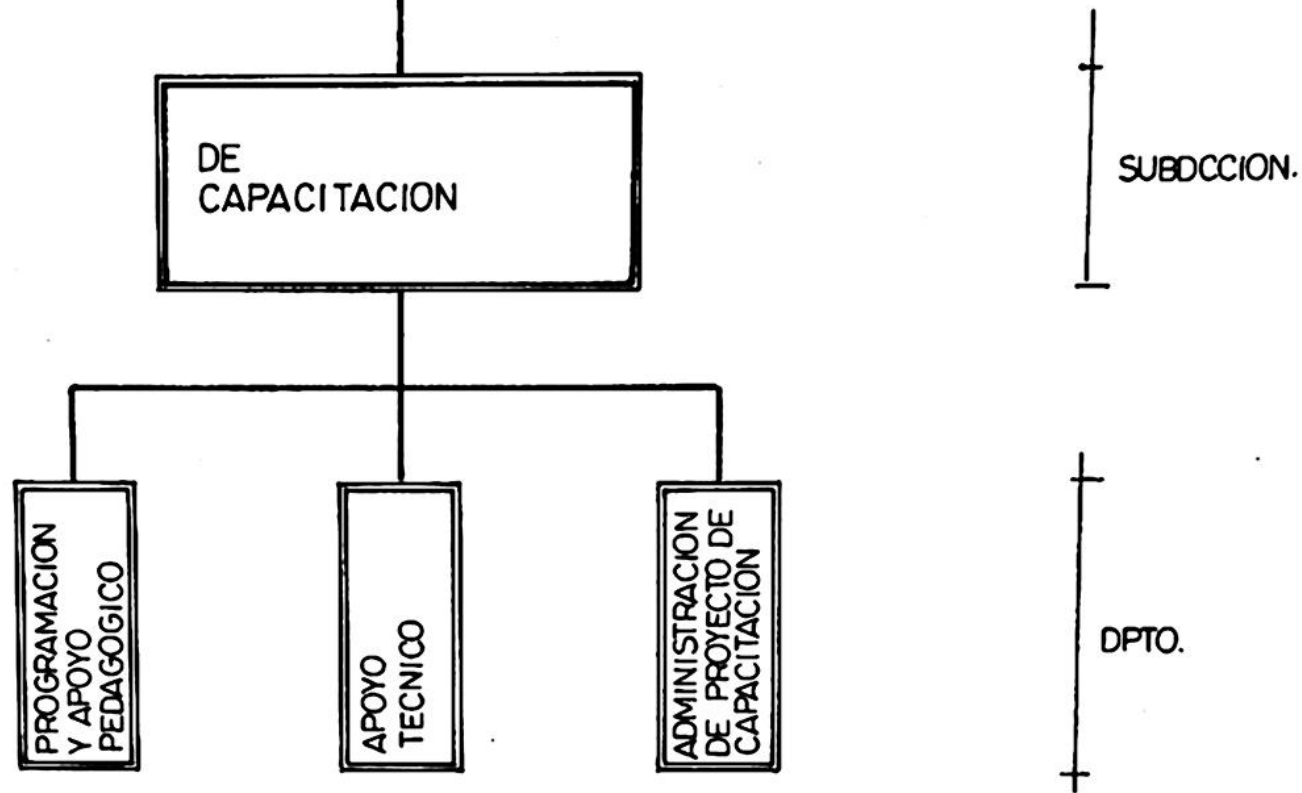 DE
CAPACITACION
SUBDCCION.
PROGRAMACION
Y APOYO
PEDAGOGICO
APOYO
TECNICO
ADMINISTRACION
DE PROYECTO DE
CAPACITACION
DPTO.